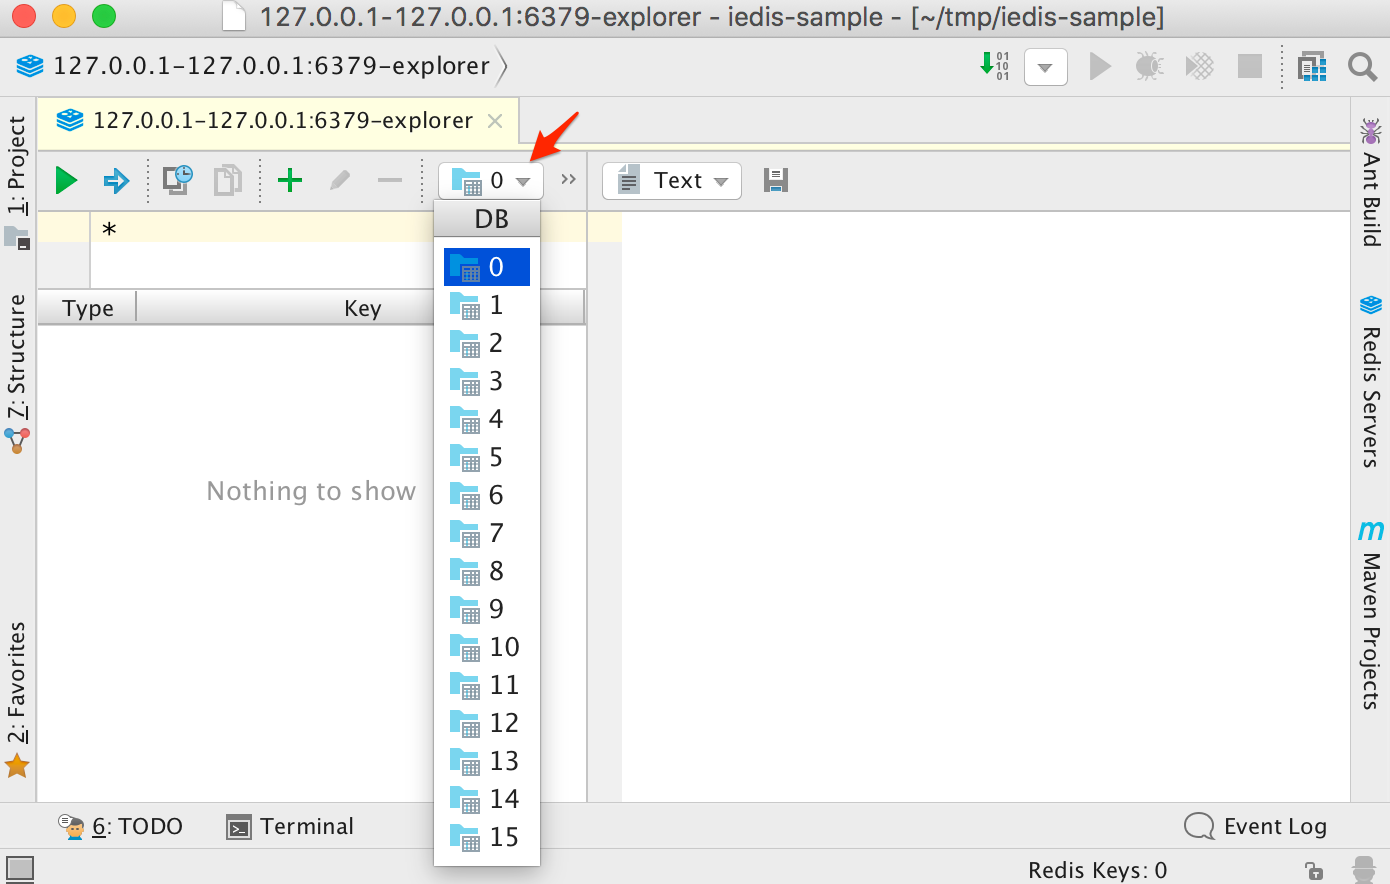 127.0.0.1-127.0.0.1:6379-explorer - iedis-sample - [~/tmp/iedis-sample]
127.0.0.1-127.0.0.1:6379-explorer
01
10
01
127.0.0.1-127.0.0.1:6379-explorer
0
Text
DB
*
Type Key
Nothing to show
0
1
2
3
4
5
6
7
8
9
10
11
12
13
14
15
1: Project
7: Structure
2: Favorites
Ant Build
Redis Servers
m
Maven Projects
6: TODO Terminal Event Log
Redis Keys: 0